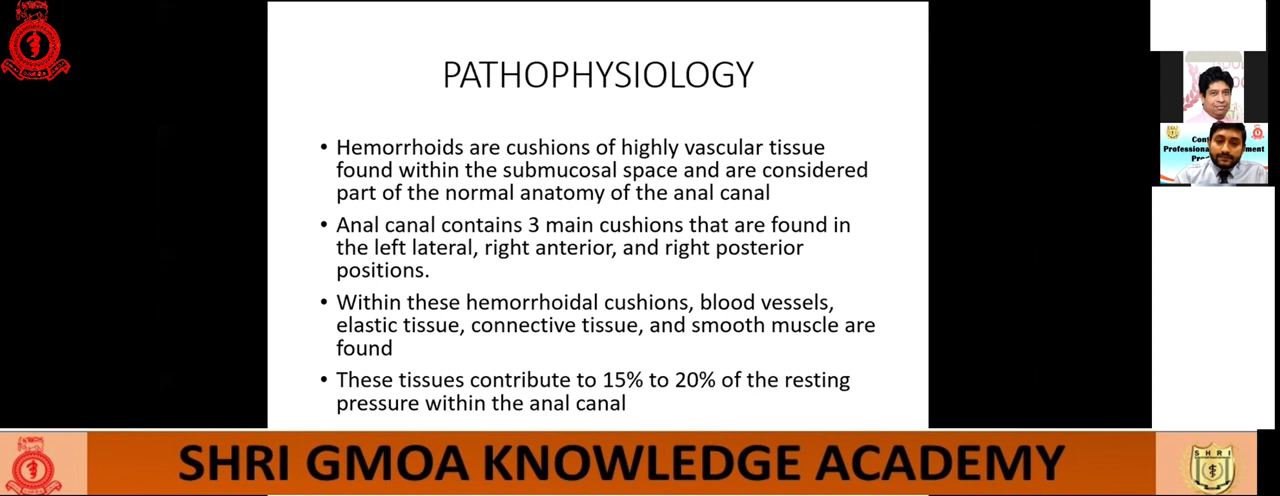 PATHOPHYSIOLOGY
• Hemorrhoids are cushions of highly vascular tissue
found within the submucosal space and are considered
part of the normal anatomy of the anal canal
• Anal canal contains 3 main cushions that are found in
the left lateral, right anterior, and right posterior
positions.
• Within these hemorrhoidal cushions, blood vessels,
elastic tissue, connective tissue, and smooth muscle are
found
• These tissues contribute to 15% to 20% of the resting
pressure within the anal canal
SHRI GMOA KNOWLEDGE ACADEMY
SHRI